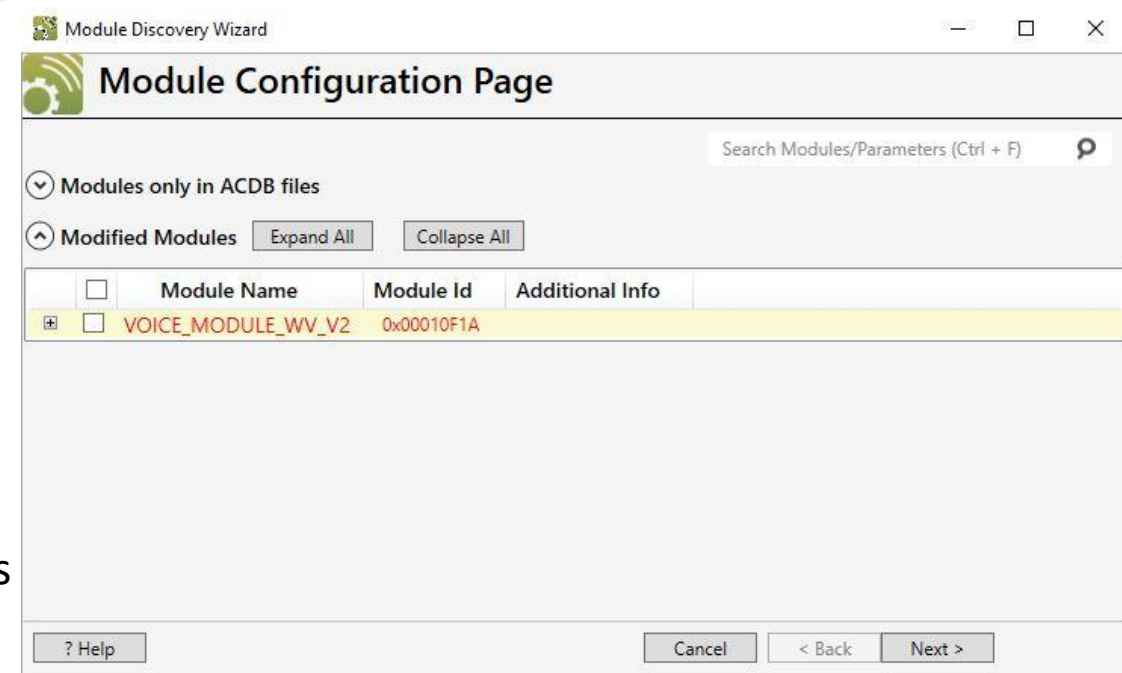 Module Discovery Wizard
Module Configuration Page
Search Modules/Parameters (Ctrl + F)
Modules only in ACDB files
Modified Modules Expand All Collapse All
Module Name Module Id Additional Info
VOICE_MODULE_WV_V2 0x00010F1A
s
? Help Cancel < Back Next >